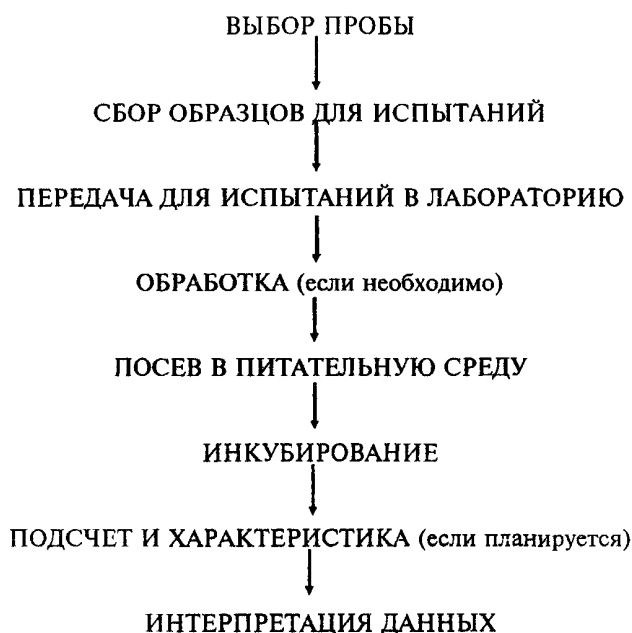 ВЫБОР ПРОБЫ
СБОР ОБРАЗЦОВ ДЛЯ ИСПЫТАНИЙ
ПЕРЕДАЧА ДЛЯ ИСПЫТАНИЙ В ЛАБОРАТОРИЮ
ОБРАБОТКА (если необходимо)
ПОСЕВ В ПИТАТЕЛЬНУЮ СРЕДУ
ИНКУБИРОВАНИЕ
ПОДСЧЕТ И ХАРАКТЕРИСТИКА (если планируется)
ИНТЕРПРЕТАЦИЯ ДАННЫХ